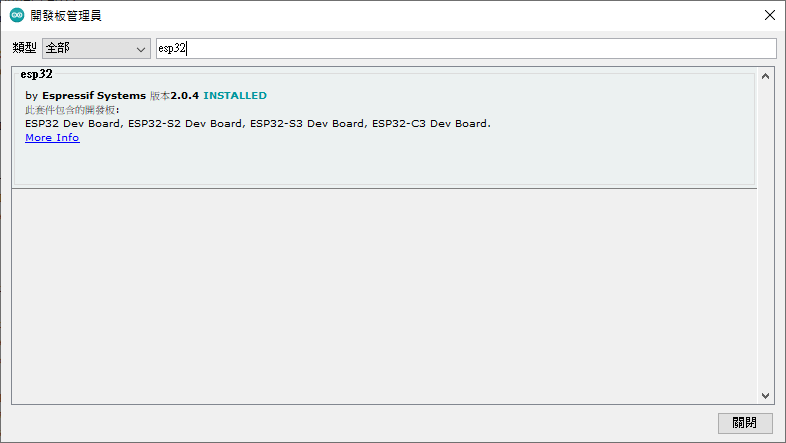 開發板管理員
類型 全部 esp32
esp32
by Espressif Systems 版本2.0.4 INSTALLED
此套件包含的開發板:
ESP32 Dev Board, ESP32-S2 Dev Board, ESP32-S3 Dev Board, ESP32-C3 Dev Board.
More Info
關閉